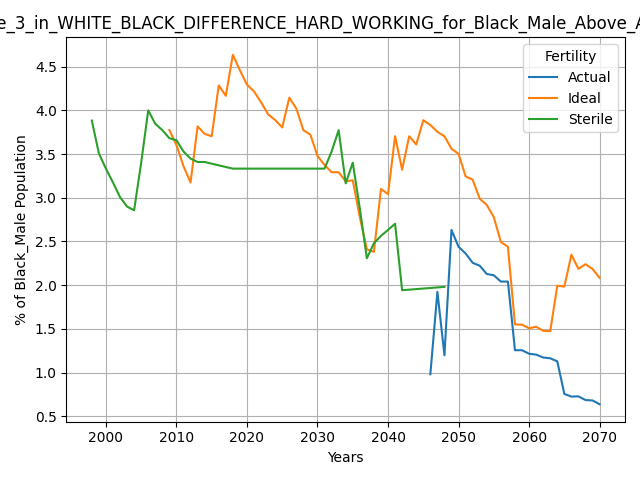 e_3_in_WHITE_BLACK_DIFFERENCE_HARD_WORKING_for_Black_Male_Above_A
Fertility
Actual
Ideal
Sterile
% of Black_Male Population
4.5
4.0
3.5
3.0
2.5
2.0
1.5
1.0
0.5
2000 2010 2020 2030 2040 2050 2060 2070
Years